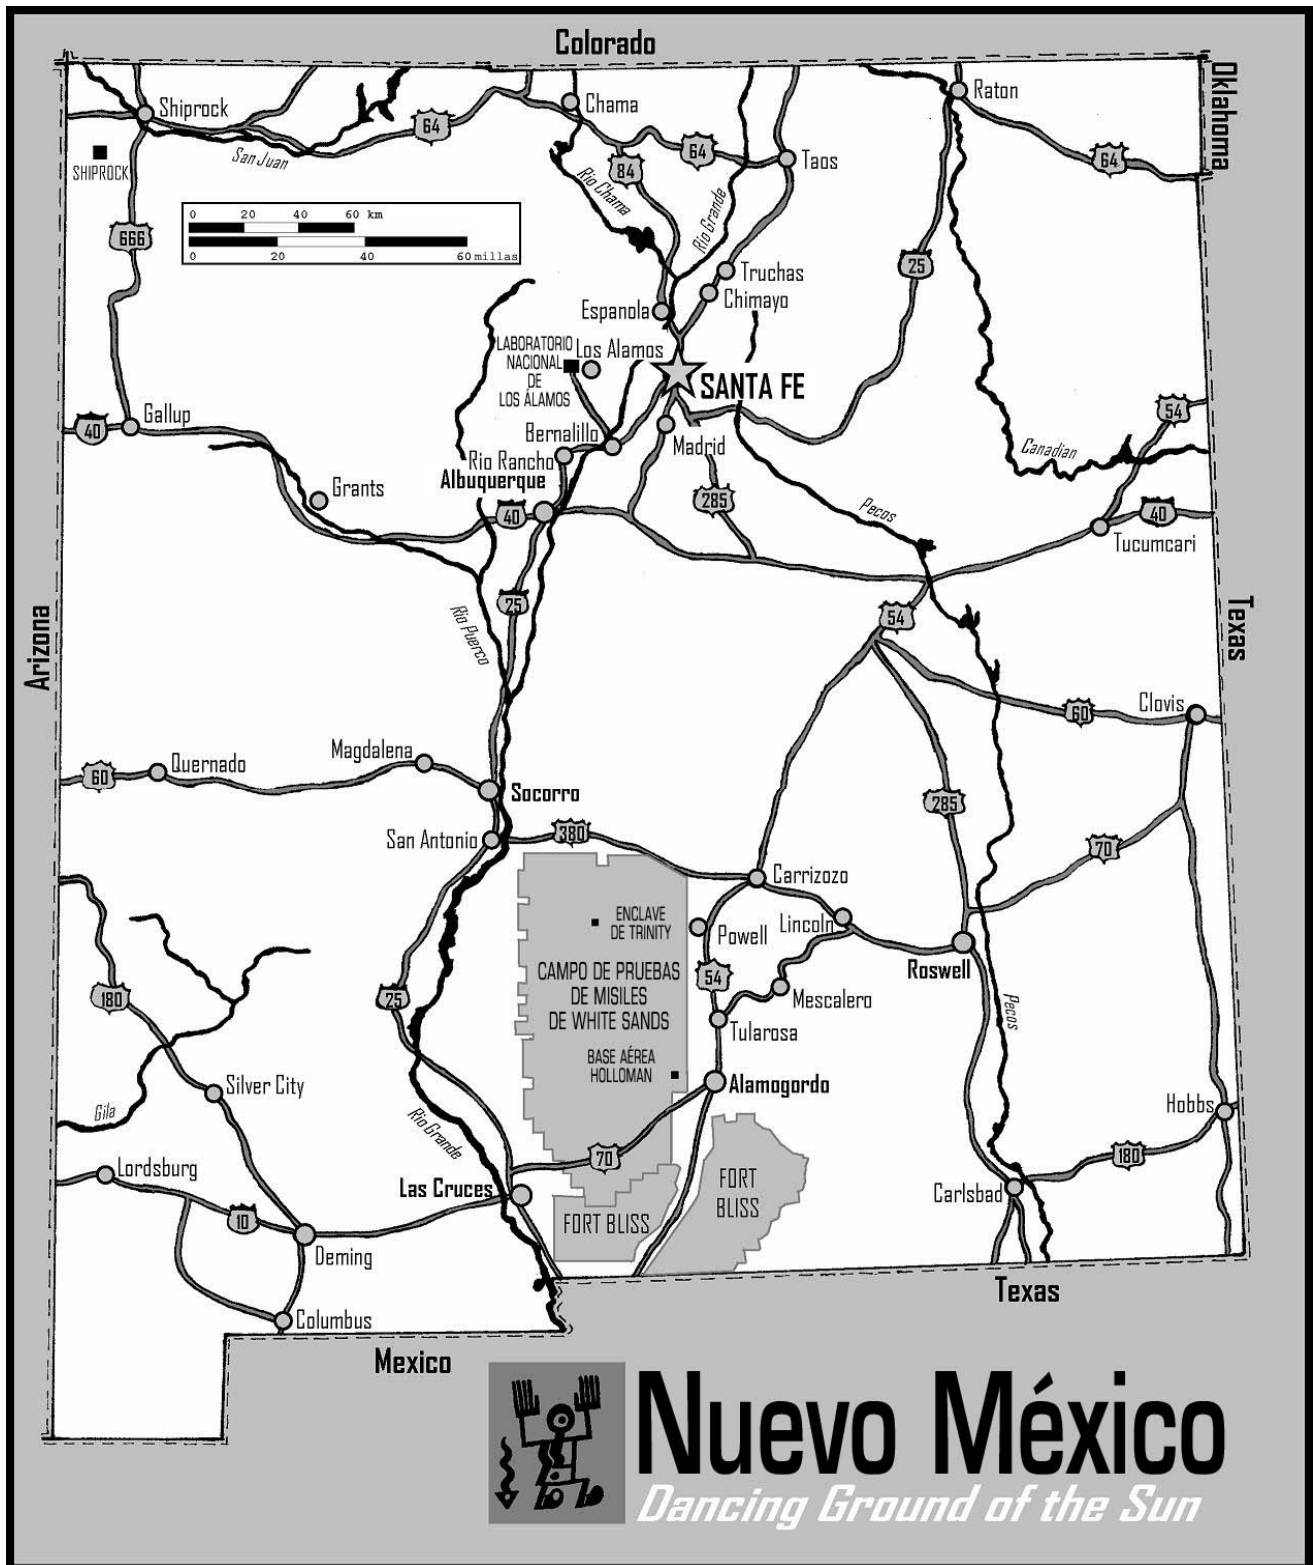 Colorado
Oklahoma
Raton
Chama
Shiprock
64
64
64
San Juan
SHIPROCK
84
Taos
Rio Chama
Rio Grande
0 20 40 60 km
0 20 40 60 millas
666
25
Truchas
Chimayo
Espanola
LABORATORIO
NACIONAL
DE
LOS ÁLAMOS
Los Alamos
SANTA FE
Gallup
40
54
Bernalillo
Madrid
Canadian
Rio Rancho
Albuquerque
Grants
285
40
Pecos
40
Tucumcari
Arizona
25
Rio Puerco
54
Texas
Clovis
60
Magdalena
Quernado
60
Socorro
285
San Antonio
380
70
Carrizozo
ENCLAVE
DE TRINITY
Powell
Lincoln
Roswell
CAMPO DE PRUEBAS
DE MISILES
DE WHITE SANDS
54
180
25
Mescalero
Pecos
Tularosa
BASE AÉREA
HOLLOMAN
Alamogordo
Silver City
Gila
Hobbs
Rio Grande
70
180
Lordsburg
Las Cruces
FORT
BLISS
Carlsbad
10
FORT BLISS
Deming
Columbus
Texas
Mexico
Nuevo México
Dancing Ground of the Sun